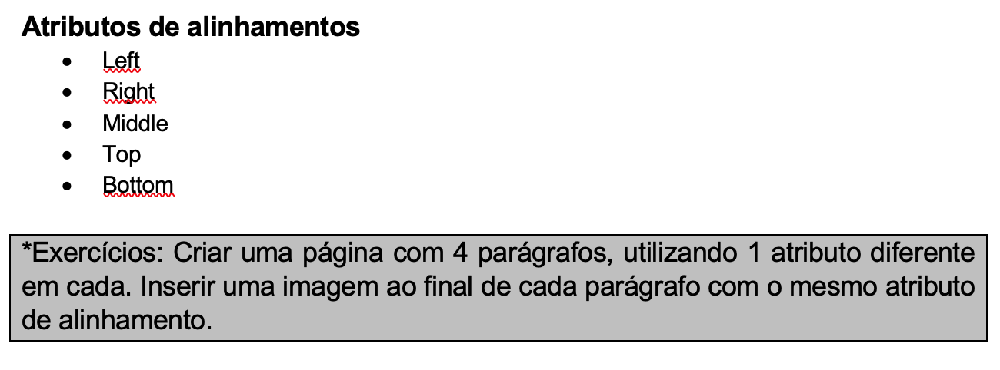 Atributos de alinhamentos
• Left
• Right
• Middle
• Top
• Bottom
*Exercícios: Criar uma página com 4 parágrafos, utilizando 1 atributo diferente
em cada. Inserir uma imagem ao final de cada parágrafo com o mesmo atributo
de alinhamento.